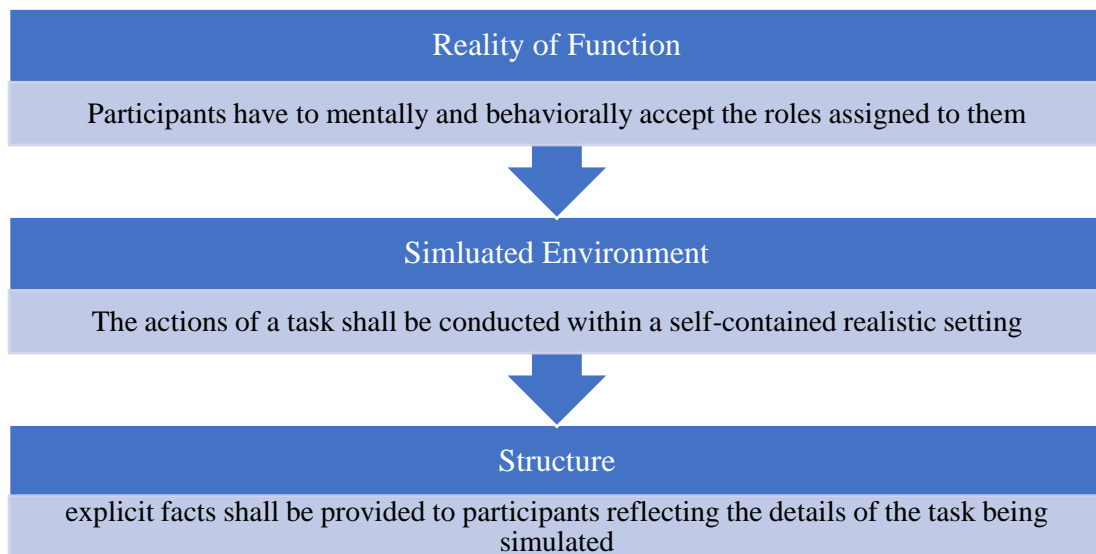 Reality of Function
Participants have to mentally and behaviorally accept the roles assigned to them
Simluated Environment
The actions of a task shall be conducted within a self-contained realistic setting
Structure
explicit facts shall be provided to participants reflecting the details of the task being
simulated